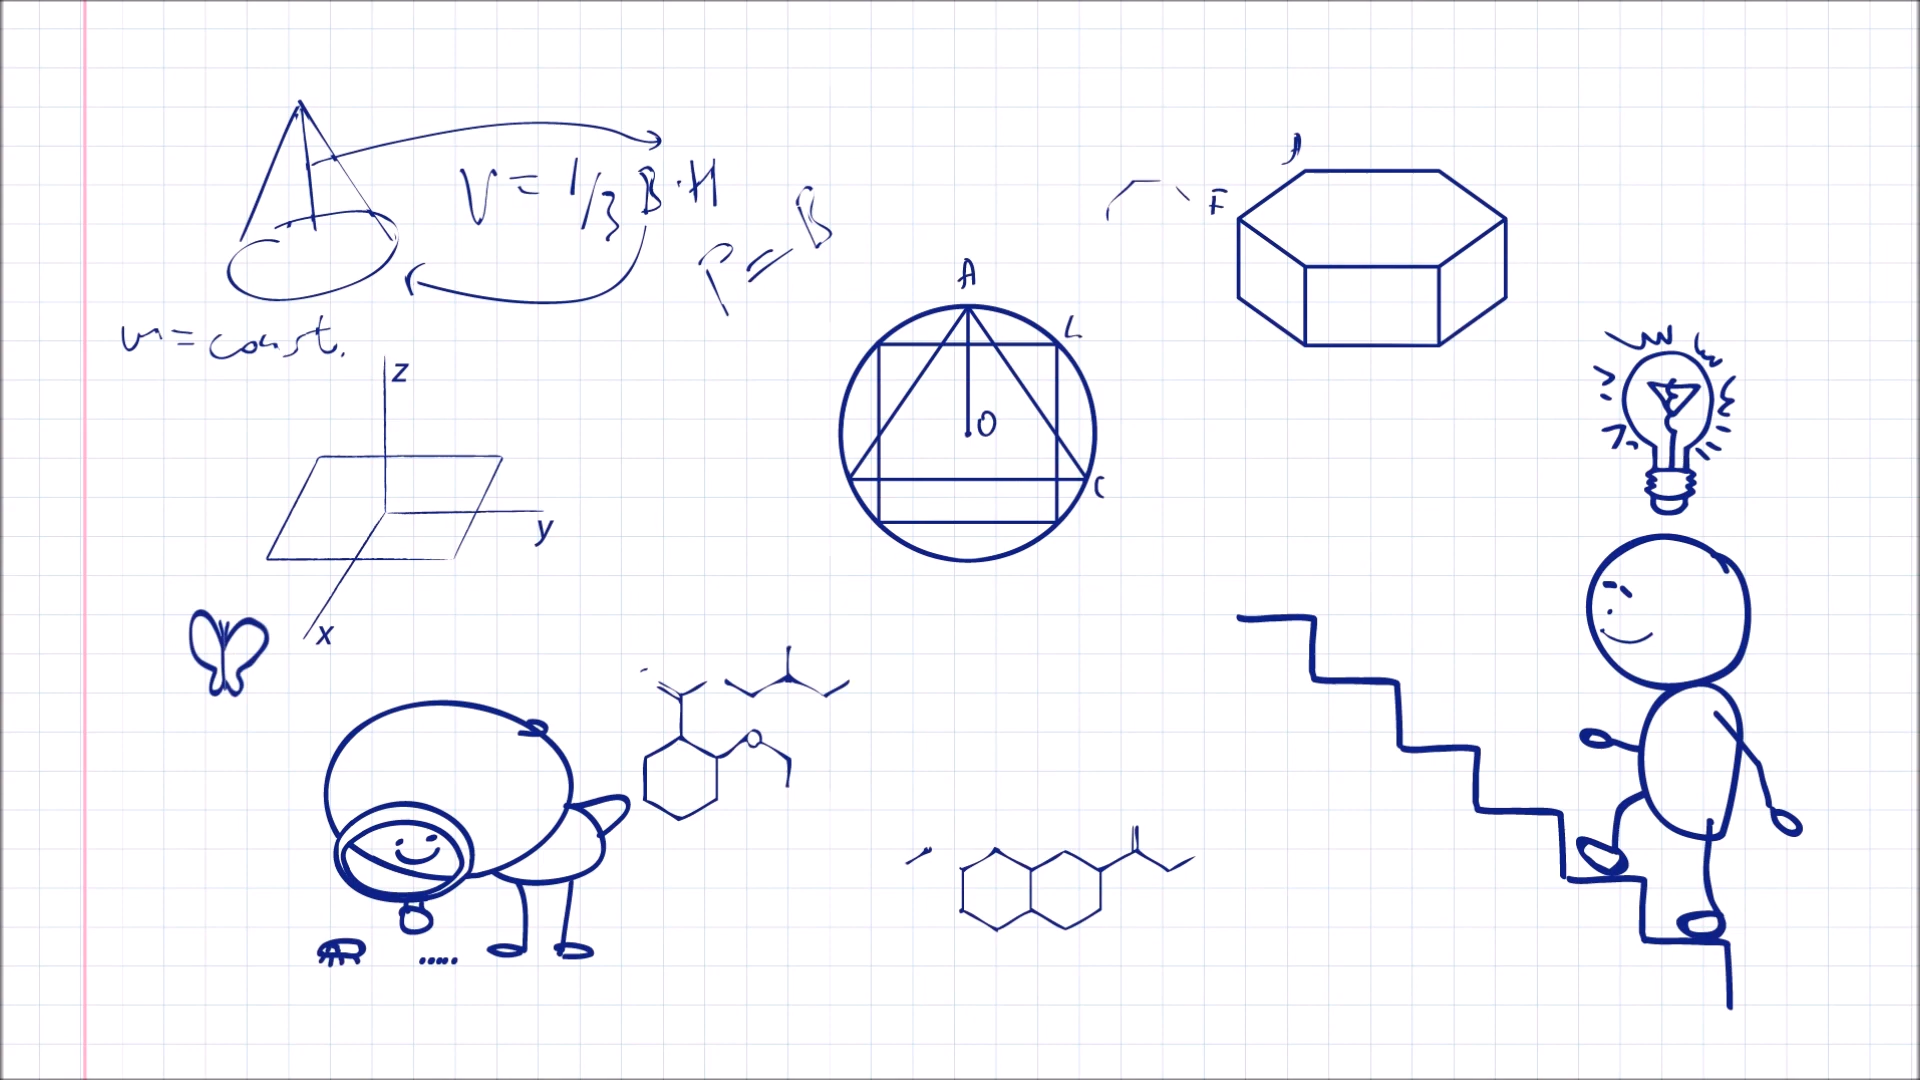 V = 1/3 B · H
P = B
m = const.
z
y
x
A
L
O
C
F
O